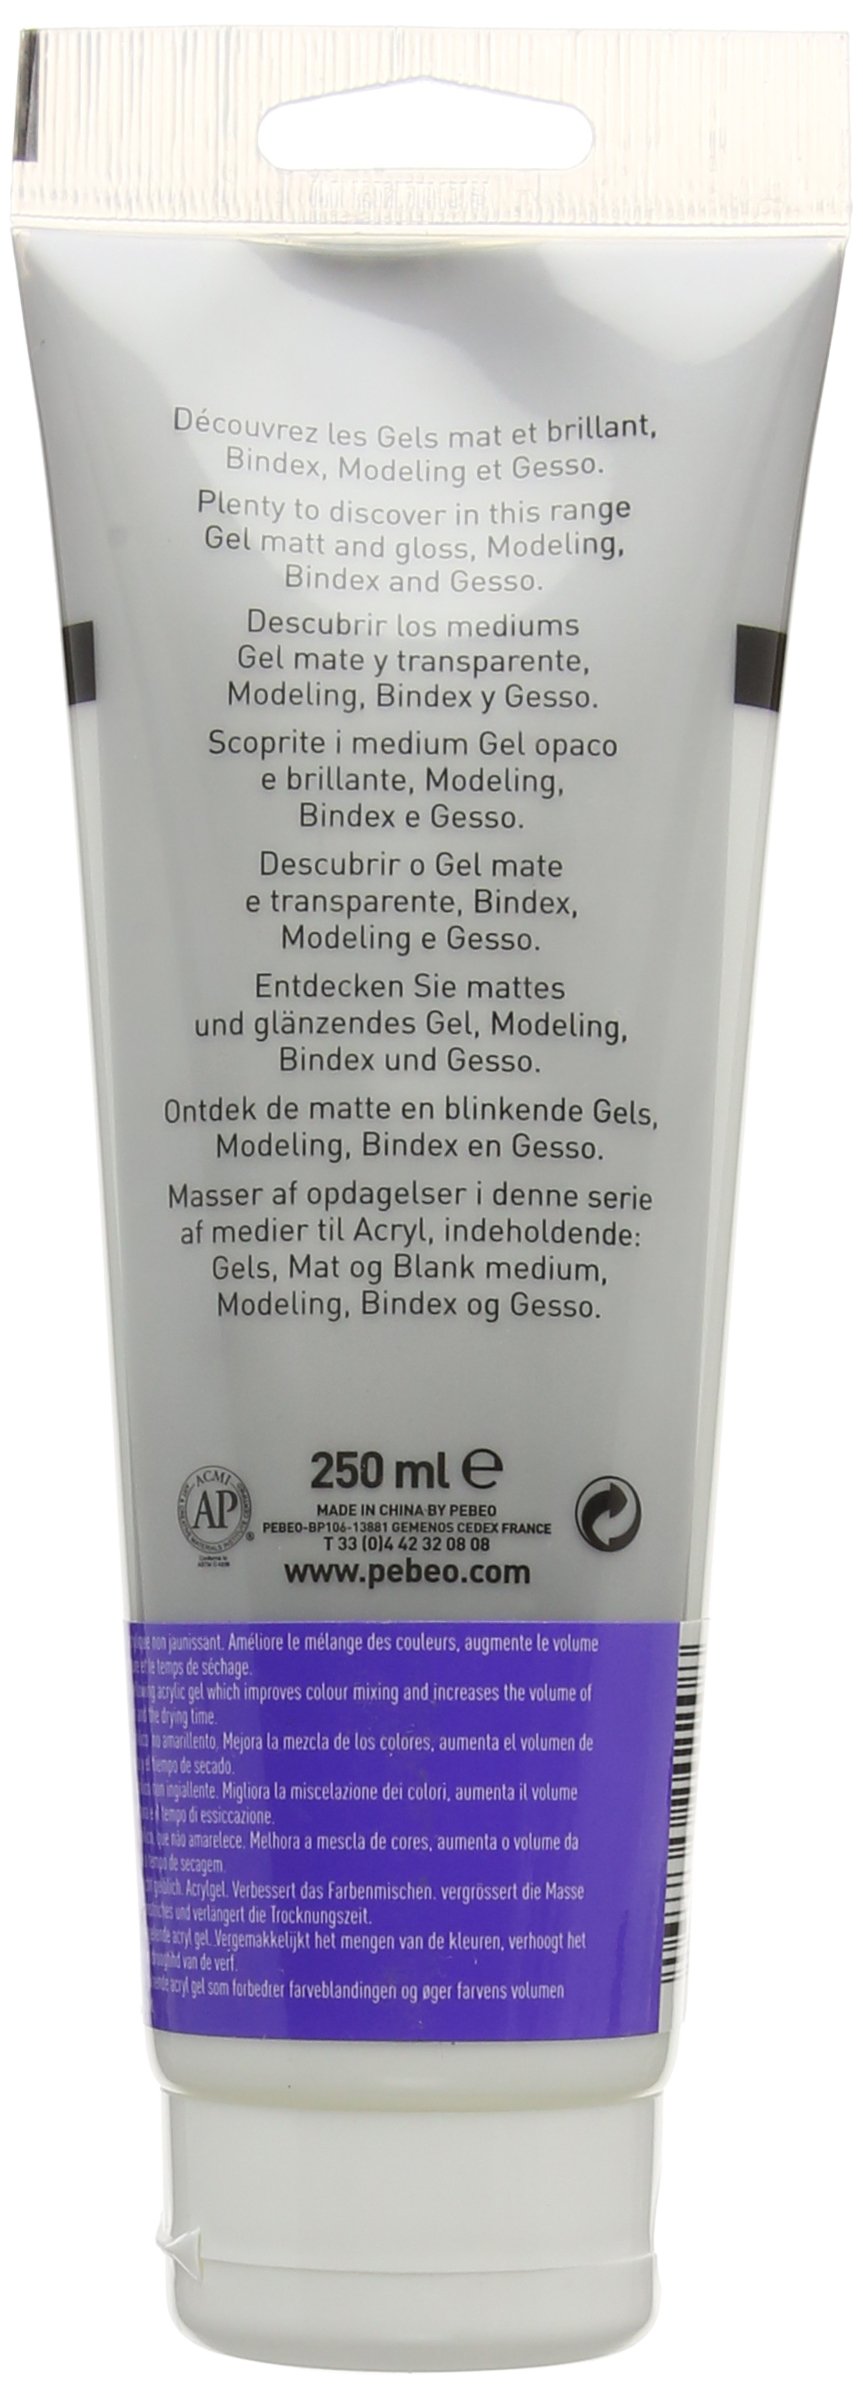 Découvrez les Gels mat et brillant,
Bindex, Modeling et Gesso.
Plenty to discover in this range
Gel matt and gloss, Modeling,
Bindex and Gesso.
Descubrir los mediums
Gel mate y transparente,
Modeling, Bindex y Gesso.
Scoprite i medium Gel opaco
e brillante, Modeling,
Bindex e Gesso.
Descubrir o Gel mate
e transparente, Bindex,
Modeling e Gesso.
Entdecken Sie mattes
und glänzendes Gel, Modeling,
Bindex und Gesso.
Ontdek de matte en blinkende Gels,
Modeling, Bindex en Gesso.
Masser af opdagelser i denne serie
af medier til Acryl, indeholdende:
Gels, Mat og Blank medium,
Modeling, Bindex og Gesso.
250 ml e
ACMI
AP
®
MADE IN CHINA BY PEBEO
PEBEO-BP106-13881 GEMENOS CEDEX FRANCE
T 33 (0)4 42 32 08 08
www.pebeo.com
non jaunissant. Améliore le mélange des couleurs, augmente le volume
et le temps de séchage.
acrylic gel which improves colour mixing and increases the volume of
the drying time.
no amarillento. Mejora la mezcla de los colores, aumenta el volumen de
y el tiempo de secado.
non ingiallente. Migliora la miscelazione dei colori, aumenta il volume
e il tempo di essiccazione.
que não amarelece. Melhora a mescla de cores, aumenta o volume da
tempo de secagem.
gelblich. Acrylgel. Verbessert das Farbenmischen. vergrössert die Masse
und verlängert die Trocknungszeit.
acryl gel. Vergemakkelijkt het mengen van de kleuren, verhoogt het
van de verf.
acryl gel som forbedrer farveblandingen og øger farvens volumen